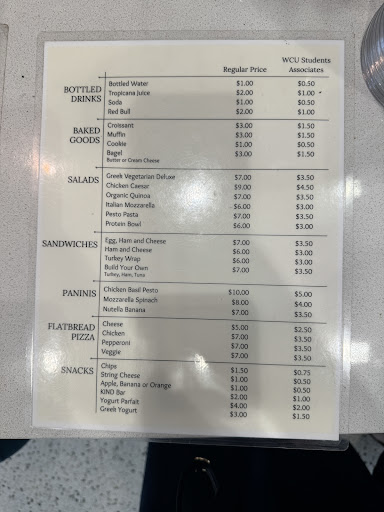 WCU Students
Regular Price Associates
BOTTLED DRINKS
Bottled Water $1.00 $0.50
Tropicana Juice $2.00 $1.00
Soda $1.00 $0.50
Red Bull $2.00 $1.00
BAKED GOODS
Croissant $3.00 $1.50
Muffin $3.00 $1.50
Cookie $1.00 $0.50
Bagel $3.00 $1.50
Butter or Cream Cheese
SALADS
Greek Vegetarian Deluxe $7.00 $3.50
Chicken Caesar $9.00 $4.50
Organic Quinoa $7.00 $3.50
Italian Mozzarella $6.00 $3.00
Pesto Pasta $7.00 $3.50
Protein Bowl $6.00 $3.00
SANDWICHES
Egg, Ham and Cheese $7.00 $3.50
Ham and Cheese $6.00 $3.00
Turkey Wrap $6.00 $3.00
Build Your Own $7.00 $3.50
Turkey, Ham, Tuna
PANINIS
Chicken Basil Pesto $10.00 $5.00
Mozzarella Spinach $8.00 $4.00
Nutella Banana $7.00 $3.50
FLATBREAD PIZZA
Cheese $5.00 $2.50
Chicken $7.00 $3.50
Pepperoni $7.00 $3.50
Veggie $7.00 $3.50
SNACKS
Chips $1.50 $0.75
String Cheese $1.00 $0.50
Apple, Banana or Orange $1.00 $0.50
KIND Bar $2.00 $1.00
Yogurt Parfait $4.00 $2.00
Greek Yogurt $3.00 $1.50